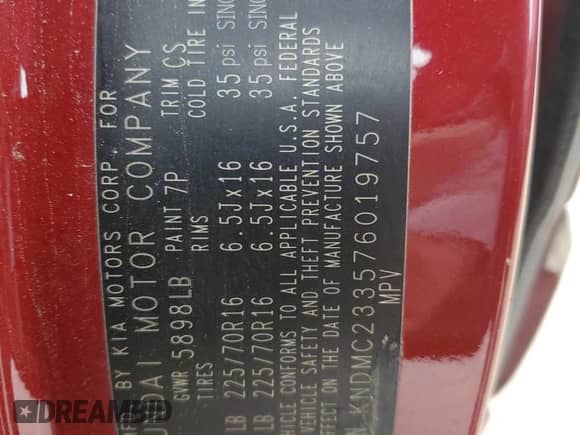 BY KIA MOTORS CORP FOR
DAI MOTOR COMPANY
GVWR 5898LB PAINT 7P TRIM CS
TIRES RIMS COLD TIRE IN
LB 225/70R16 6.5Jx16 35 psi SING
LB 225/70R16 6.5Jx16 35 psi SING
HICLE CONFORMS TO ALL APPLICABLE U.S.A. FEDERAL
VEHICLE SAFETY AND THEFT PREVENTION STANDARDS
EFFECT ON THE DATE OF MANUFACTURE SHOWN ABOVE
N KNDMC233576019757
MPV
DREAMBID